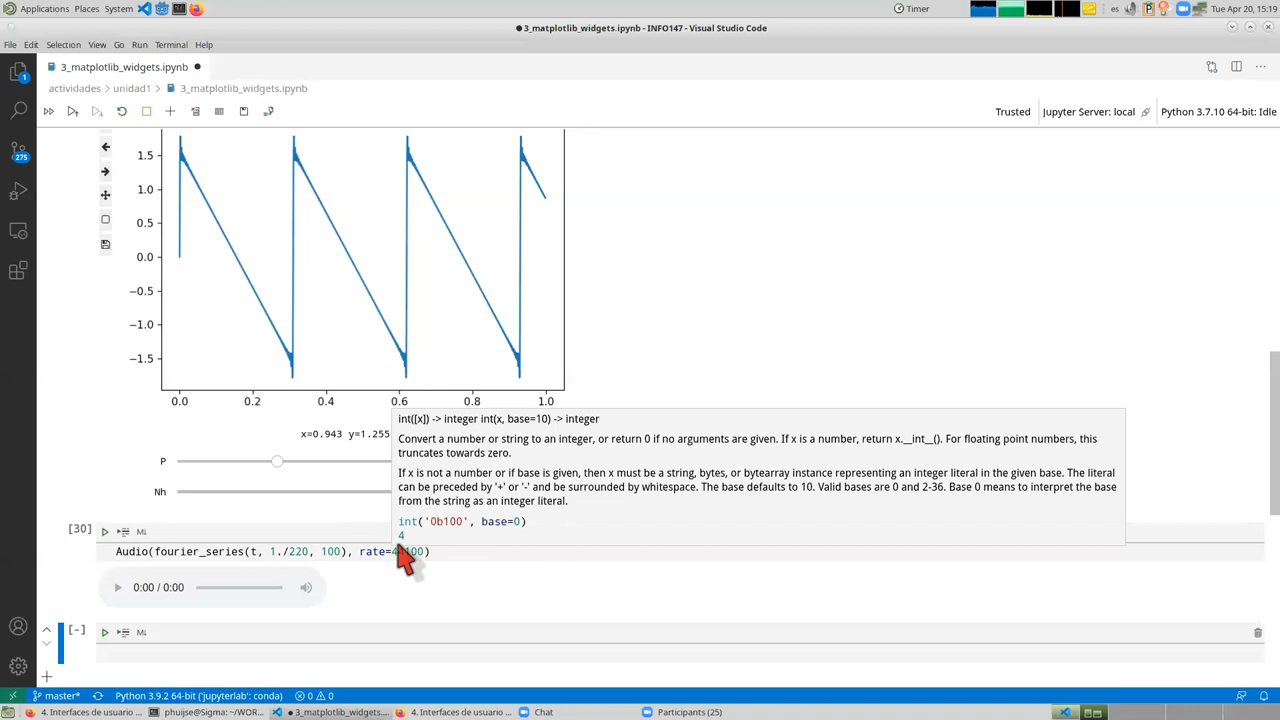 Applications Places System
Timer
es
Tue Apr 20, 15:19
3_matplotlib_widgets.ipynb - INFO147 - Visual Studio Code
File Edit Selection View Go Run Terminal Help
3_matplotlib_widgets.ipynb
actividades > unidad1 > 3_matplotlib_widgets.ipynb
Trusted
Jupyter Server: local
Python 3.7.10 64-bit: Idle
1
275
1.5
1.0
0.5
0.0
−0.5
−1.0
−1.5
0.0 0.2 0.4 0.6 0.8 1.0
x=0.943 y=1.255
P
Nh
int([x]) -> integer int(x, base=10) -> integer
Convert a number or string to an integer, or return 0 if no arguments are given. If x is a number, return x.__int__(). For floating point numbers, this
truncates towards zero.
If x is not a number or if base is given, then x must be a string, bytes, or bytearray instance representing an integer literal in the given base. The literal
can be preceded by '+' or '-' and be surrounded by whitespace. The base defaults to 10. Valid bases are 0 and 2-36. Base 0 means to interpret the base
from the string as an integer literal.
int('0b100', base=0)
4
[30]
M↓
Audio(fourier_series(t, 1./220, 100), rate=44100)
0:00 / 0:00
[-]
M↓
master*
Python 3.9.2 64-bit ('jupyterlab': conda)
0 0
4. Interfaces de usuario ...
phuijse@Sigma: ~/WOR...
3_matplotlib_widgets....
4. Interfaces de usuario ...
Chat
Participants (25)